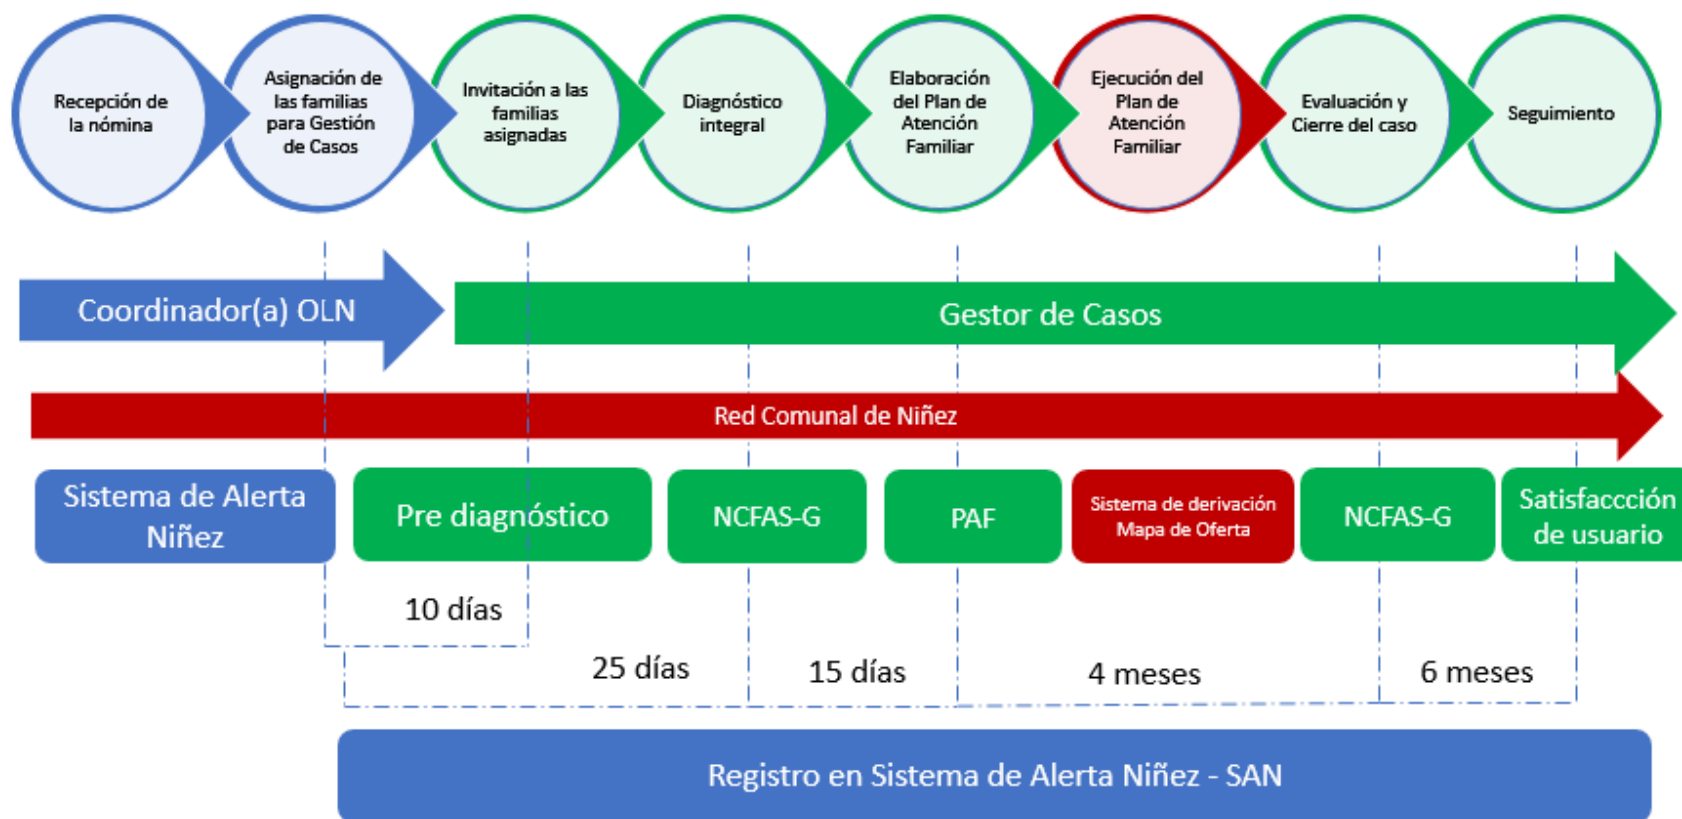 Recepción de
la nómina
Asignación de
las familias
para Gestión
de Casos
Invitación a las
familias
asignadas
Diagnóstico
integral
Elaboración
del Plan de
Atención
Familiar
Ejecución del
Plan de
Atención
Familiar
Evaluación y
Cierre del caso
Seguimiento
Coordinador(a) OLN
Gestor de Casos
Red Comunal de Niñez
Sistema de Alerta
Niñez
Pre diagnóstico
NCFAS-G
PAF
Sistema de derivación
Mapa de Oferta
NCFAS-G
Satisfaccción
de usuario
10 días
25 días
15 días
4 meses
6 meses
Registro en Sistema de Alerta Niñez - SAN